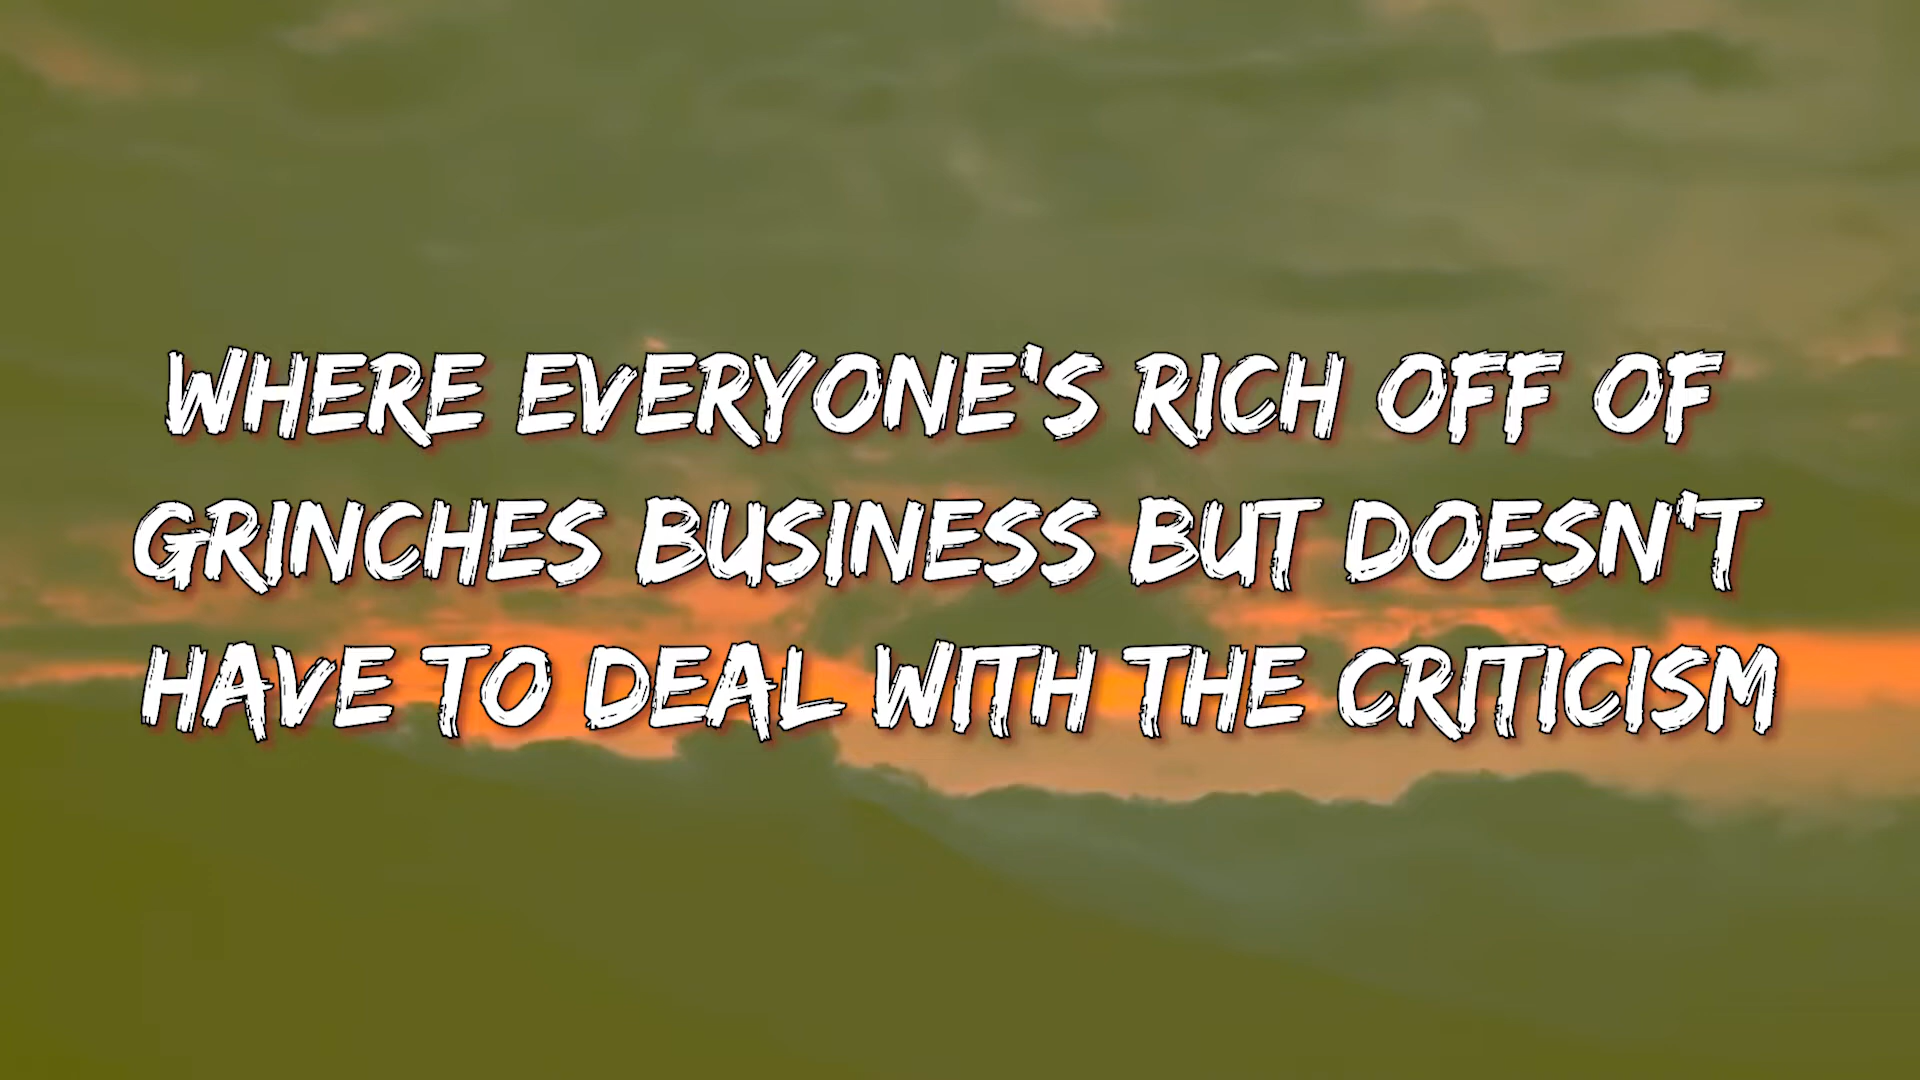 WHERE EVERYONE'S RICH OFF OF
GRINCHES BUSINESS BUT DOESN'T
HAVE TO DEAL WITH THE CRITICISM